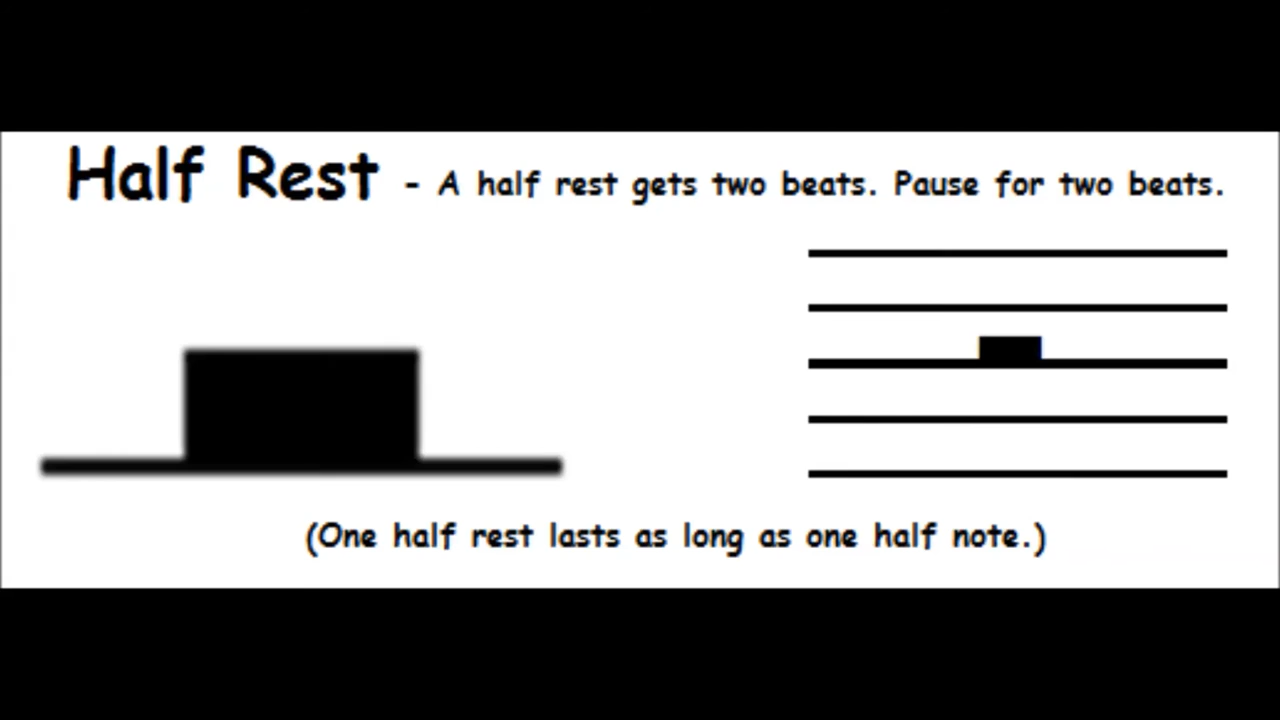 Half Rest - A half rest gets two beats. Pause for two beats.
(One half rest lasts as long as one half note.)